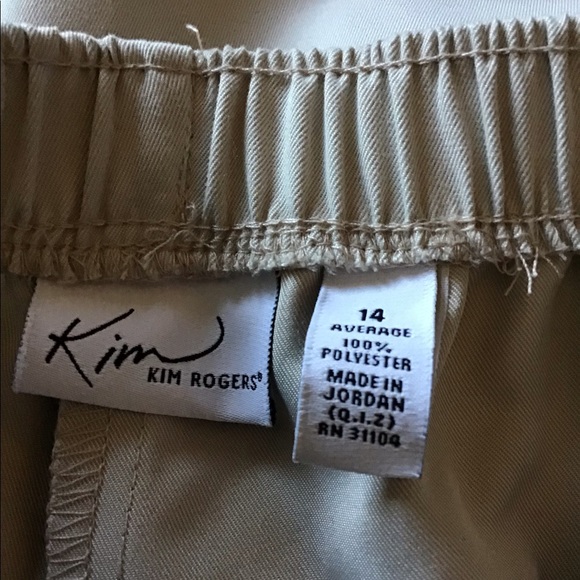 Kim
KIM ROGERS®
14
AVERAGE
100%
POLYESTER
MADE IN
JORDAN
(Q.I.Z)
RN 31104